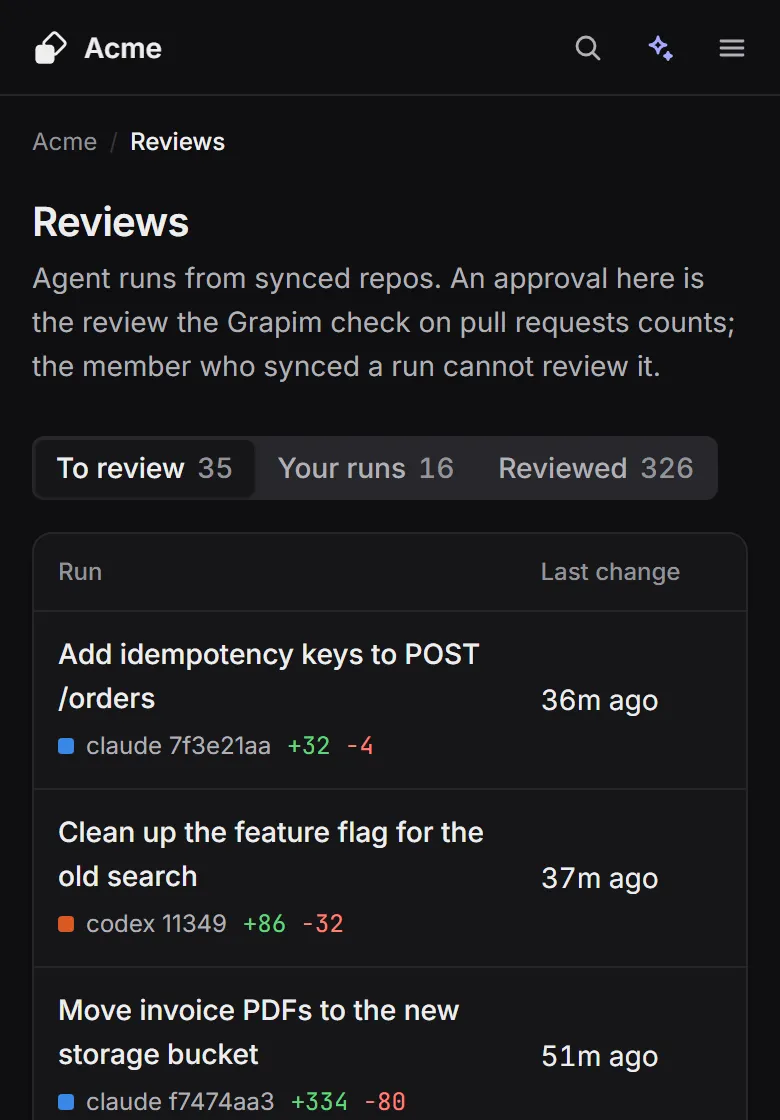 Acme
Acme / Reviews
Reviews
Agent runs from synced repos. An approval here is
the review the Grapim check on pull requests counts;
the member who synced a run cannot review it.
To review 35 Your runs 16 Reviewed 326
Run Last change
Add idempotency keys to POST
/orders
36m ago
claude 7f3e21aa +32 -4
Clean up the feature flag for the
old search
37m ago
codex 11349 +86 -32
Move invoice PDFs to the new
storage bucket
51m ago
claude f7474aa3 +334 -80